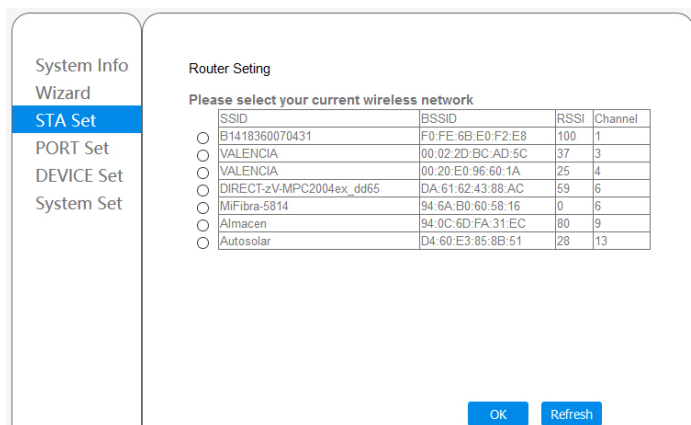 System Info
Wizard
STA Set
PORT Set
DEVICE Set
System Set
Router Seting
Please select your current wireless network
SSID BSSID RSSI Channel
B1418360070431 F0:FE:6B:E0:F2:E8 100 1
VALENCIA 00:02:2D:BC:AD:5C 37 3
VALENCIA 00:20:E0:96:60:1A 25 4
DIRECT-zV-MPC2004ex_dd65 DA:61:62:43:88:AC 59 6
MiFibra-5814 94:6A:B0:60:58:16 0 6
Almacen 94:0C:6D:FA:31:EC 80 9
Autosolar D4:60:E3:85:8B:51 28 13
OK Refresh